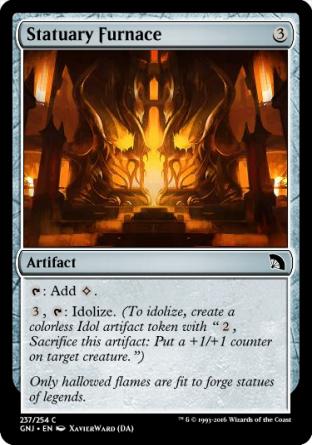 Statuary Furnace 3
Artifact
: Add .
3 , : Idolize. (To idolize, create a
colorless Idol artifact token with “ 2 ,
Sacrifice this artifact: Put a +1/+1 counter
on target creature.”)
Only hallowed flames are fit to forge statues
of legends.
237/254 C
GNJ • EN XavierWard (DA)
™ & © 1993-2016 Wizards of the Coast